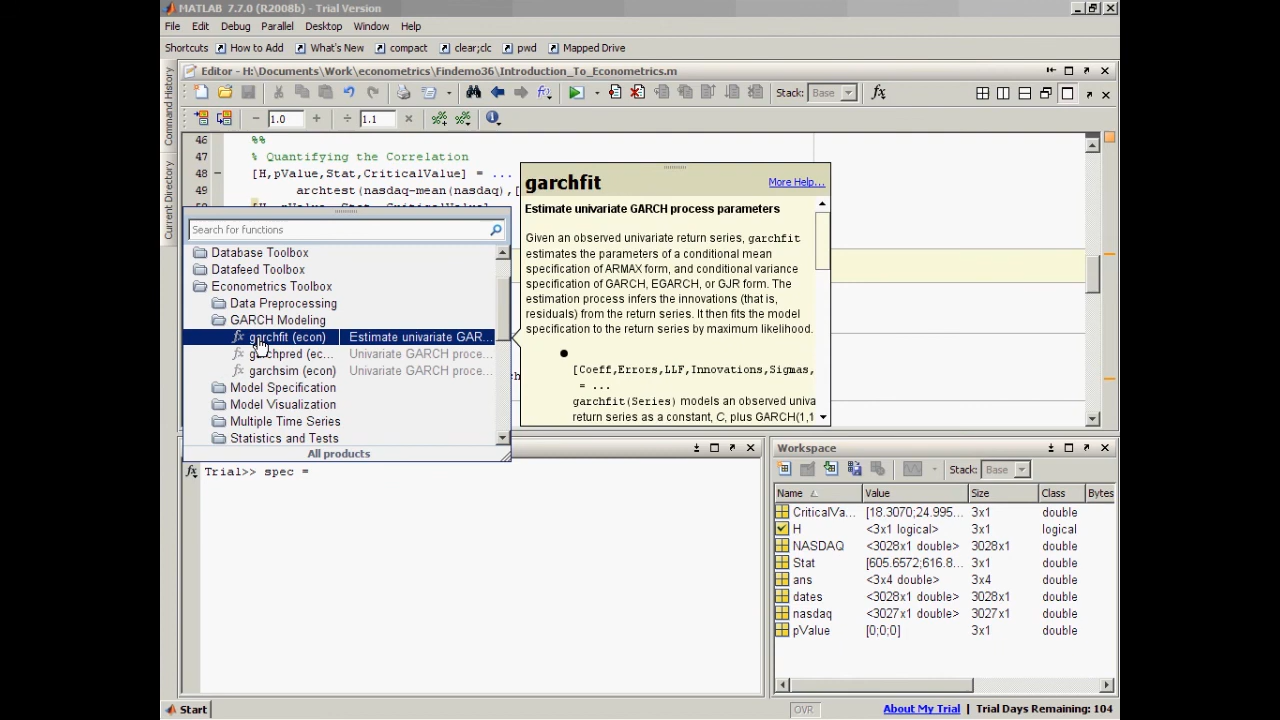 MATLAB 7.7.0 (R2008b) - Trial Version
File Edit Debug Parallel Desktop Window Help
Shortcuts How to Add What's New compact clear;clc pwd Mapped Drive
Command History
Current Directory
Editor - H:\Documents\Work\econometrics\Findemo36\Introduction_To_Econometrics.m
Stack: Base
1.0 1.1
46 %%
47 % Quantifying the Correlation
48 [H,pValue,Stat,CriticalValue] = ...
49 archtest(nasdaq-mean(nasdaq),[
Search for functions
Database Toolbox
Datafeed Toolbox
Econometrics Toolbox
Data Preprocessing
GARCH Modeling
garchfit (econ) Estimate univariate GAR...
garchpred (ec... Univariate GARCH proce...
garchsim (econ) Univariate GARCH proce...
Model Specification
Model Visualization
Multiple Time Series
Statistics and Tests
All products
garchfit More Help...
Estimate univariate GARCH process parameters
Given an observed univariate return series, garchfit
estimates the parameters of a conditional mean
specification of ARMAX form, and conditional variance
specification of GARCH, EGARCH, or GJR form. The
estimation process infers the innovations (that is,
residuals) from the return series. It then fits the model
specification to the return series by maximum likelihood.
[Coeff,Errors,LLF,Innovations,Sigmas,
= ...
garchfit(Series) models an observed univa
return series as a constant, C, plus GARCH(1,1
Trial>> spec =
Workspace
Stack: Base
Name Value Size Class Bytes
CriticalVa... [18.3070;24.995... 3x1 double
H <3x1 logical> 3x1 logical
NASDAQ <3028x1 double> 3028x1 double
Stat [605.6572;616.8... 3x1 double
ans <3x4 double> 3x4 double
dates <3028x1 double> 3028x1 double
nasdaq <3027x1 double> 3027x1 double
pValue [0;0;0] 3x1 double
Start OVR About My Trial | Trial Days Remaining: 104